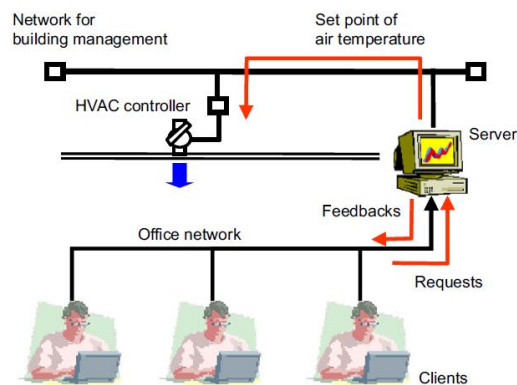 Network for
building management
Set point of
air temperature
HVAC controller
Server
Feedbacks
Office network
Requests
Clients